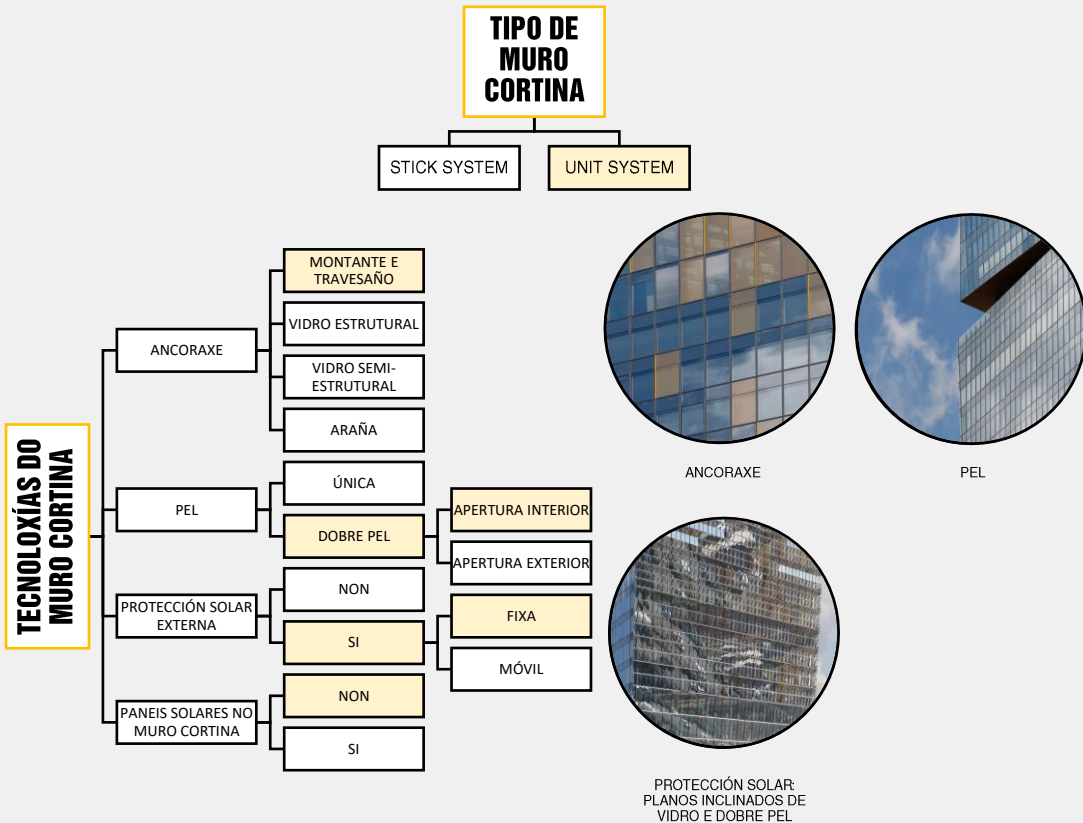 TIPO DE
MURO
CORTINA
STICK SYSTEM
UNIT SYSTEM
TECNOLOXÍAS DO
MURO CORTINA
ANCORAXE
MONTANTE E
TRAVESAÑO
VIDRO ESTRUTURAL
VIDRO SEMI-
ESTRUTURAL
ARAÑA
PEL
ÚNICA
DOBRE PEL
APERTURA INTERIOR
APERTURA EXTERIOR
PROTECCIÓN SOLAR
EXTERNA
NON
SI
FIXA
MÓVIL
PANEIS SOLARES NO
MURO CORTINA
NON
SI
ANCORAXE
PEL
PROTECCIÓN SOLAR:
PLANOS INCLINADOS DE
VIDRO E DOBRE PEL